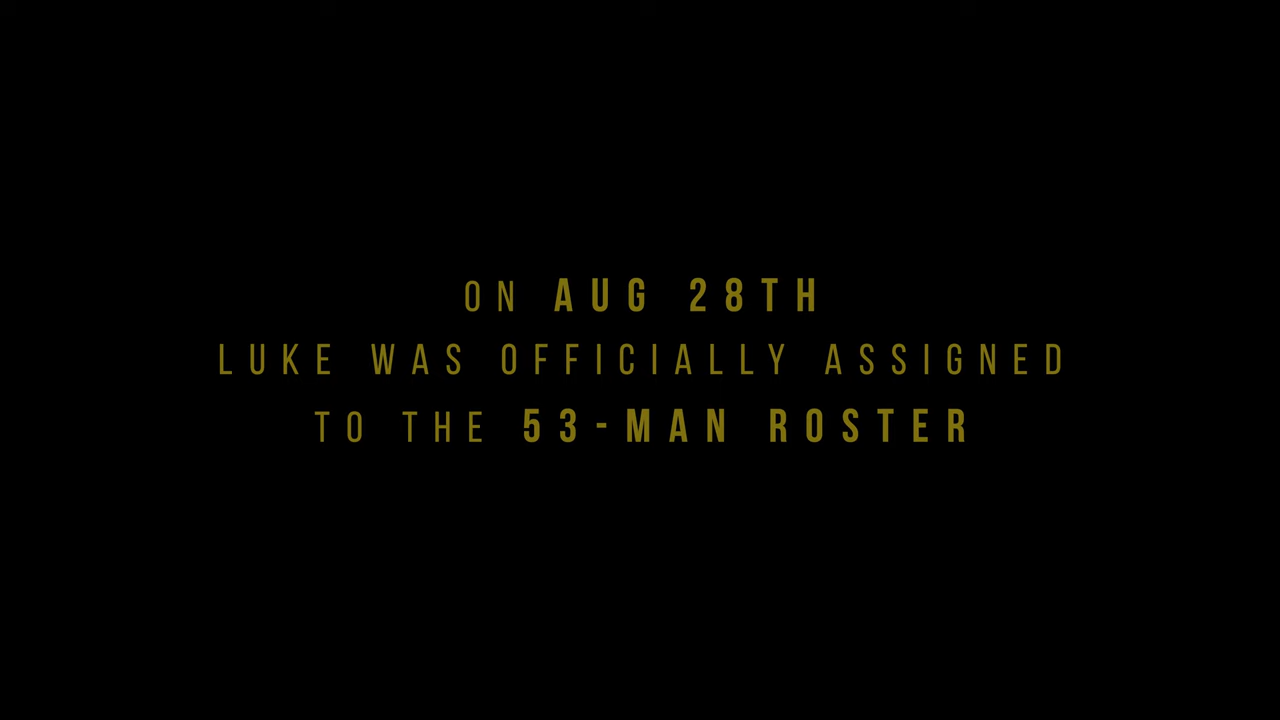 ON AUG 28TH
LUKE WAS OFFICIALLY ASSIGNED
TO THE 53-MAN ROSTER